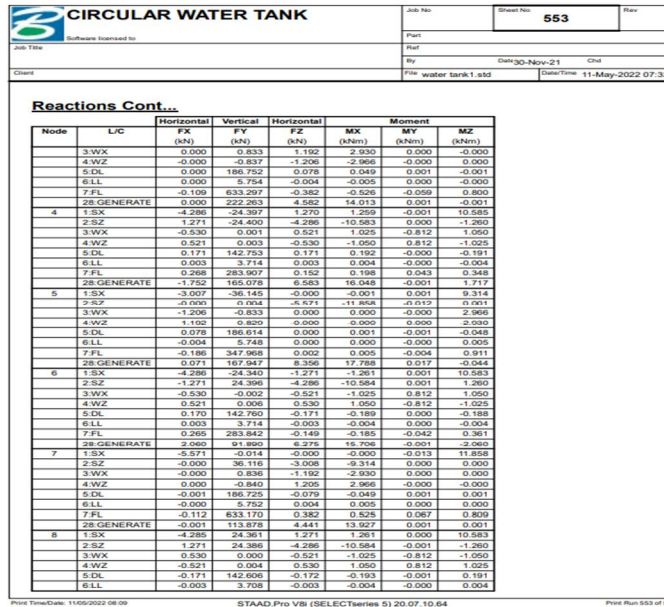 CIRCULAR WATER TANK
Software licensed to
Job No
Sheet No
553
Rev
Part
Job Title
Ref
By
Date 30-Nov-21
Chd
Client
File water tank1.std
Date/Time 11-May-2022 07:3
Reactions Cont...
Horizontal Vertical Horizontal Moment
Node L/C FX FY FZ MX MY MZ
(kN) (kN) (kN) (kNm) (kNm) (kNm)
3:WX 0.000 0.833 1.192 2.930 0.000 -0.000
4:WZ -0.000 -0.837 -1.206 -2.966 -0.000 0.000
5:DL 0.000 186.752 0.078 0.049 0.001 -0.001
6:LL 0.000 5.754 -0.004 -0.005 0.000 -0.000
7:FL -0.109 633.297 -0.382 -0.526 -0.059 0.800
28:GENERATE 0.000 222.263 4.582 14.013 0.001 -0.001
4 1:SX -4.286 -24.397 1.270 1.259 -0.001 10.585
2:SZ 1.271 -24.400 -4.286 -10.583 0.000 -1.260
3:WX -0.530 0.001 0.521 1.025 -0.812 1.050
4:WZ 0.521 0.003 -0.530 -1.050 0.812 -1.025
5:DL 0.171 142.753 0.171 0.192 -0.000 -0.191
6:LL 0.003 3.714 0.003 0.004 -0.000 -0.004
7:FL 0.268 283.907 0.152 0.198 0.043 0.348
28:GENERATE -1.752 165.078 6.583 16.048 -0.001 1.717
5 1:SX -3.007 -36.145 -0.000 -0.001 0.001 9.314
2:SZ -0.000 0.004 -5.571 -11.858 -0.012 0.001
3:WX -1.206 -0.833 0.000 0.000 -0.000 2.966
4:WZ 1.192 0.829 -0.000 -0.000 0.000 -2.930
5:DL 0.078 186.614 0.000 0.001 -0.001 -0.048
6:LL -0.004 5.748 0.000 -0.000 0.000 0.005
7:FL -0.186 347.968 0.002 0.005 -0.004 0.911
28:GENERATE 0.071 167.947 8.356 17.788 0.017 -0.044
6 1:SX -4.286 -24.340 -1.271 -1.261 0.001 10.583
2:SZ -1.271 24.396 -4.286 -10.584 0.001 1.260
3:WX -0.530 -0.002 -0.521 -1.025 0.812 1.050
4:WZ 0.521 0.006 0.530 1.050 -0.812 -1.025
5:DL 0.170 142.760 -0.171 -0.189 0.000 -0.188
6:LL 0.003 3.714 -0.003 -0.004 0.000 -0.004
7:FL 0.265 283.842 -0.149 -0.185 -0.042 0.361
28:GENERATE 2.060 91.890 6.275 15.706 -0.001 -2.060
7 1:SX -5.571 -0.014 -0.000 -0.000 -0.013 11.858
2:SZ -0.000 36.116 -3.008 -9.314 0.000 0.000
3:WX -0.000 0.836 -1.192 -2.930 0.000 0.000
4:WZ 0.000 -0.840 1.205 2.966 -0.000 0.000
5:DL -0.001 186.725 -0.079 -0.049 0.001 0.001
6:LL -0.000 5.752 0.004 0.005 0.000 0.000
7:FL -0.112 633.170 0.382 0.525 0.067 0.809
28:GENERATE -0.001 113.878 4.441 13.927 0.001 0.001
8 1:SX -4.285 24.361 1.271 1.261 0.000 10.583
2:SZ 1.271 24.386 -4.286 -10.584 -0.001 -1.260
3:WX 0.530 0.000 -0.521 -1.025 -0.812 -1.050
4:WZ -0.521 0.004 0.530 1.050 0.812 1.025
5:DL -0.171 142.606 -0.172 -0.193 -0.001 0.191
6:LL -0.003 3.708 -0.003 -0.004 -0.000 0.004
Print Time/Date: 11/05/2022 08:09
STAAD.Pro V8i (SELECTseries 5) 20.07.10.64
Print Run 553 of